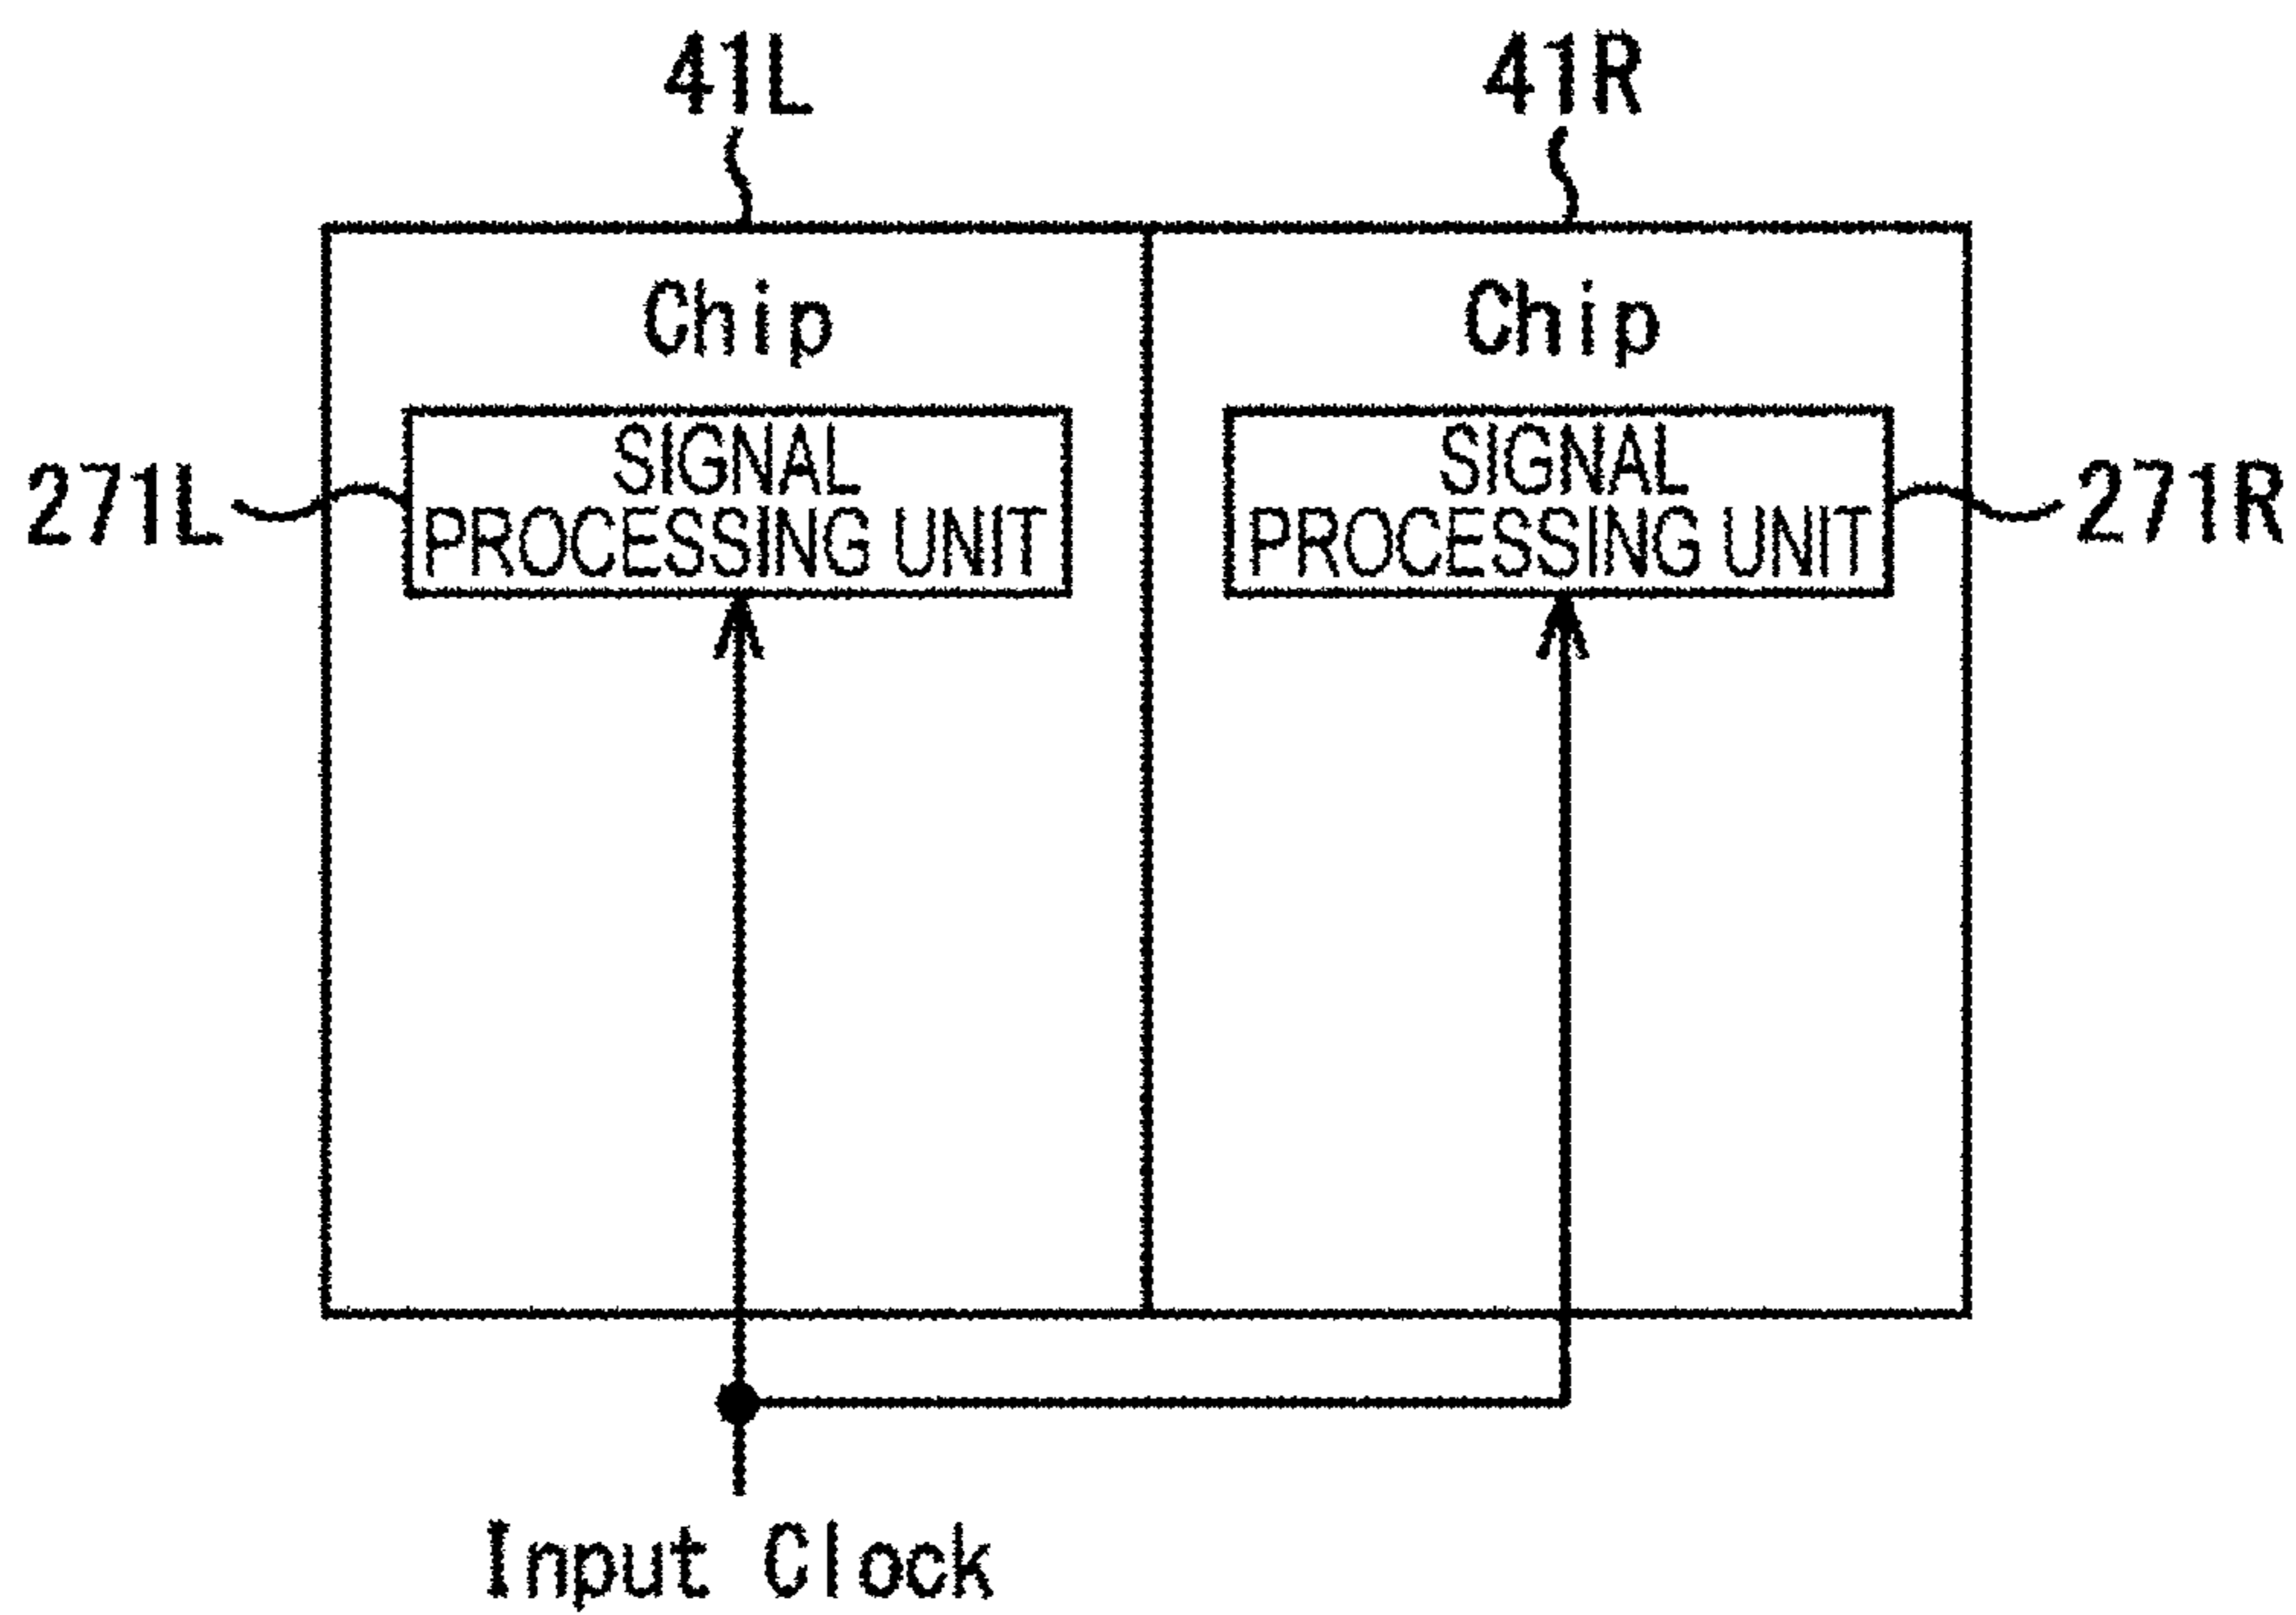 41L
41R
Chip
Chip
271L
SIGNAL
PROCESSING UNIT
SIGNAL
PROCESSING UNIT
271R
Input Clock